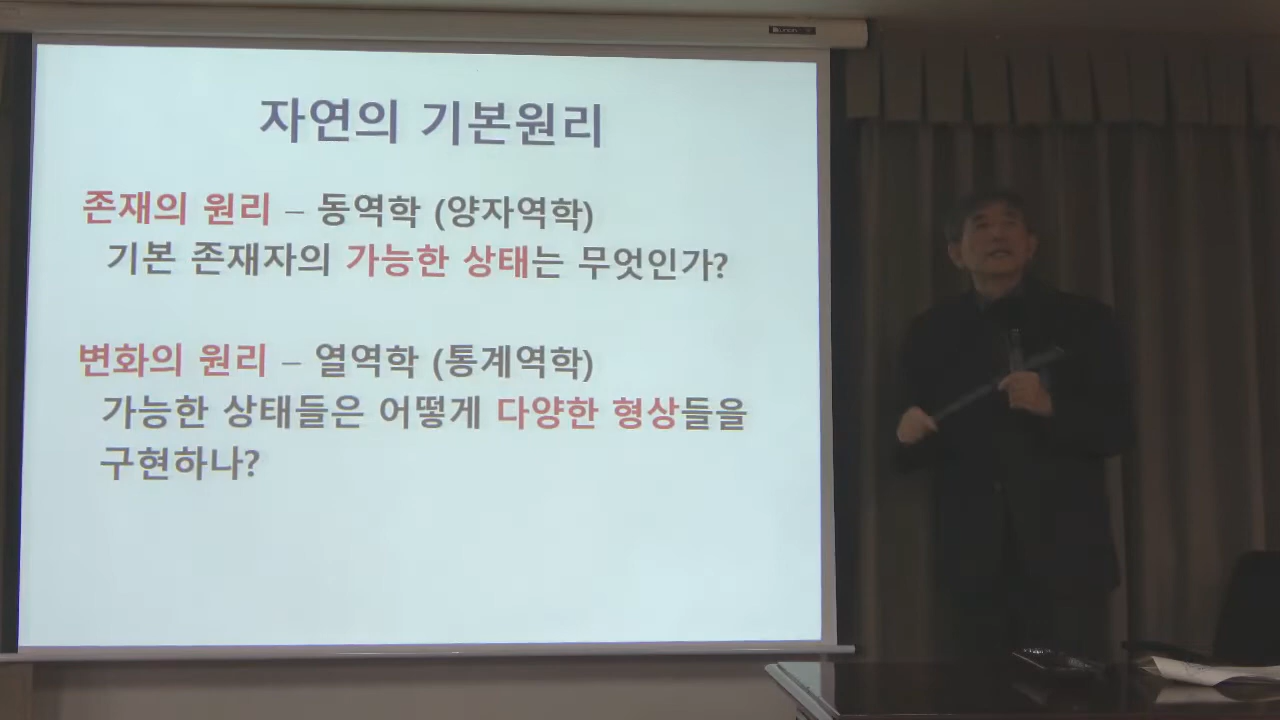 자연의 기본원리
존재의 원리 – 동역학 (양자역학)
기본 존재자의 가능한 상태는 무엇인가?
변화의 원리 – 열역학 (통계역학)
가능한 상태들은 어떻게 다양한 형상들을
구현하나?